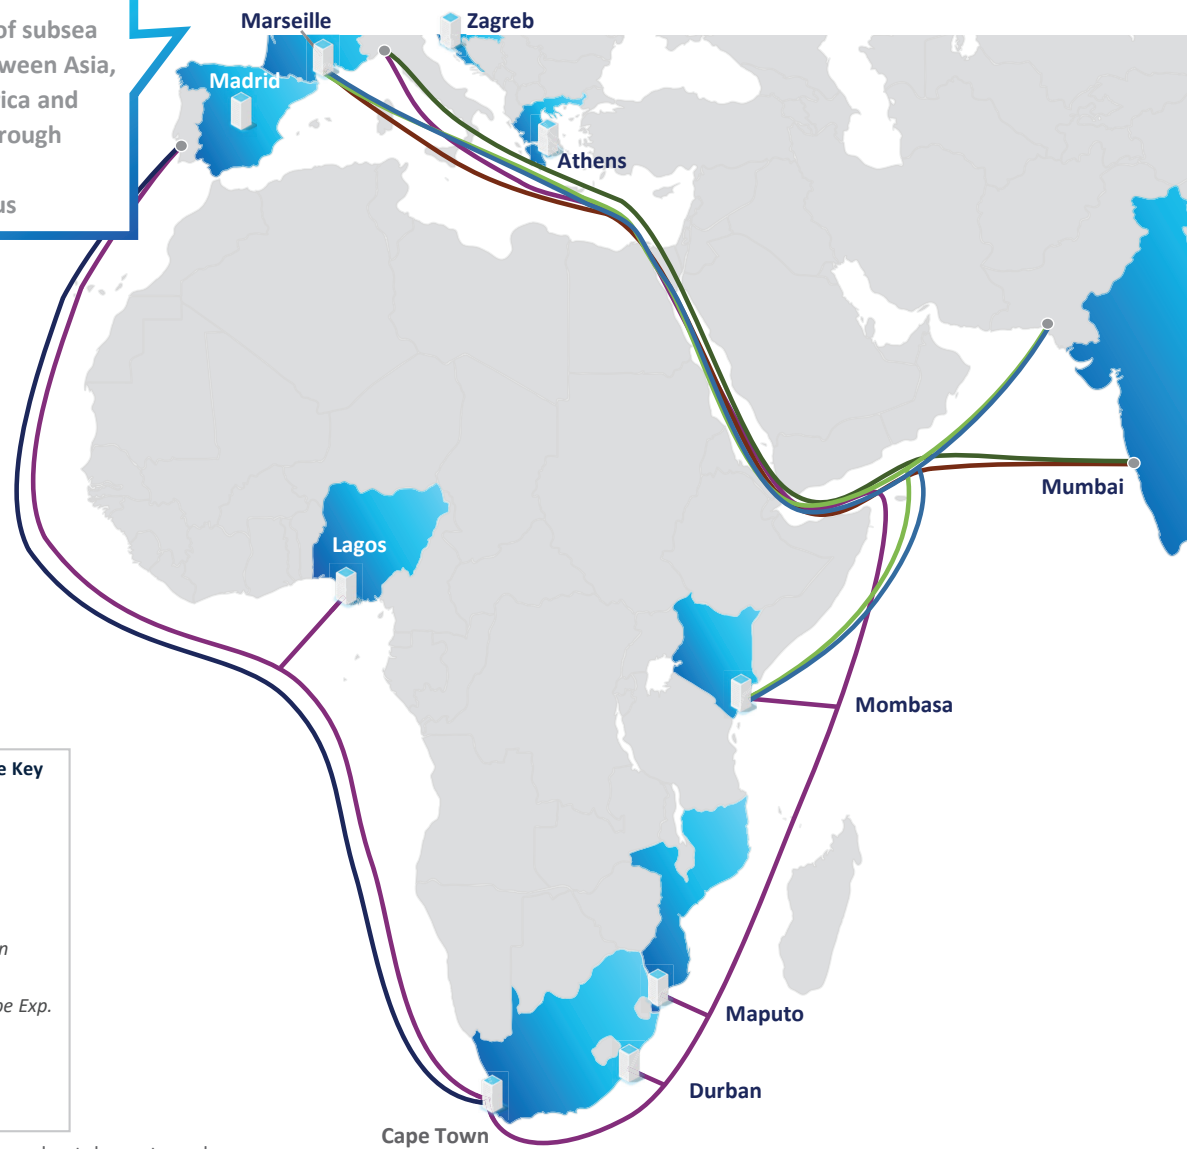 of subsea
ween Asia,
rica and
rough
us
Marseille
Zagreb
Madrid
Athens
Mumbai
Lagos
Mombasa
e Key
n
pe Exp.
Maputo
Durban
Cape Town